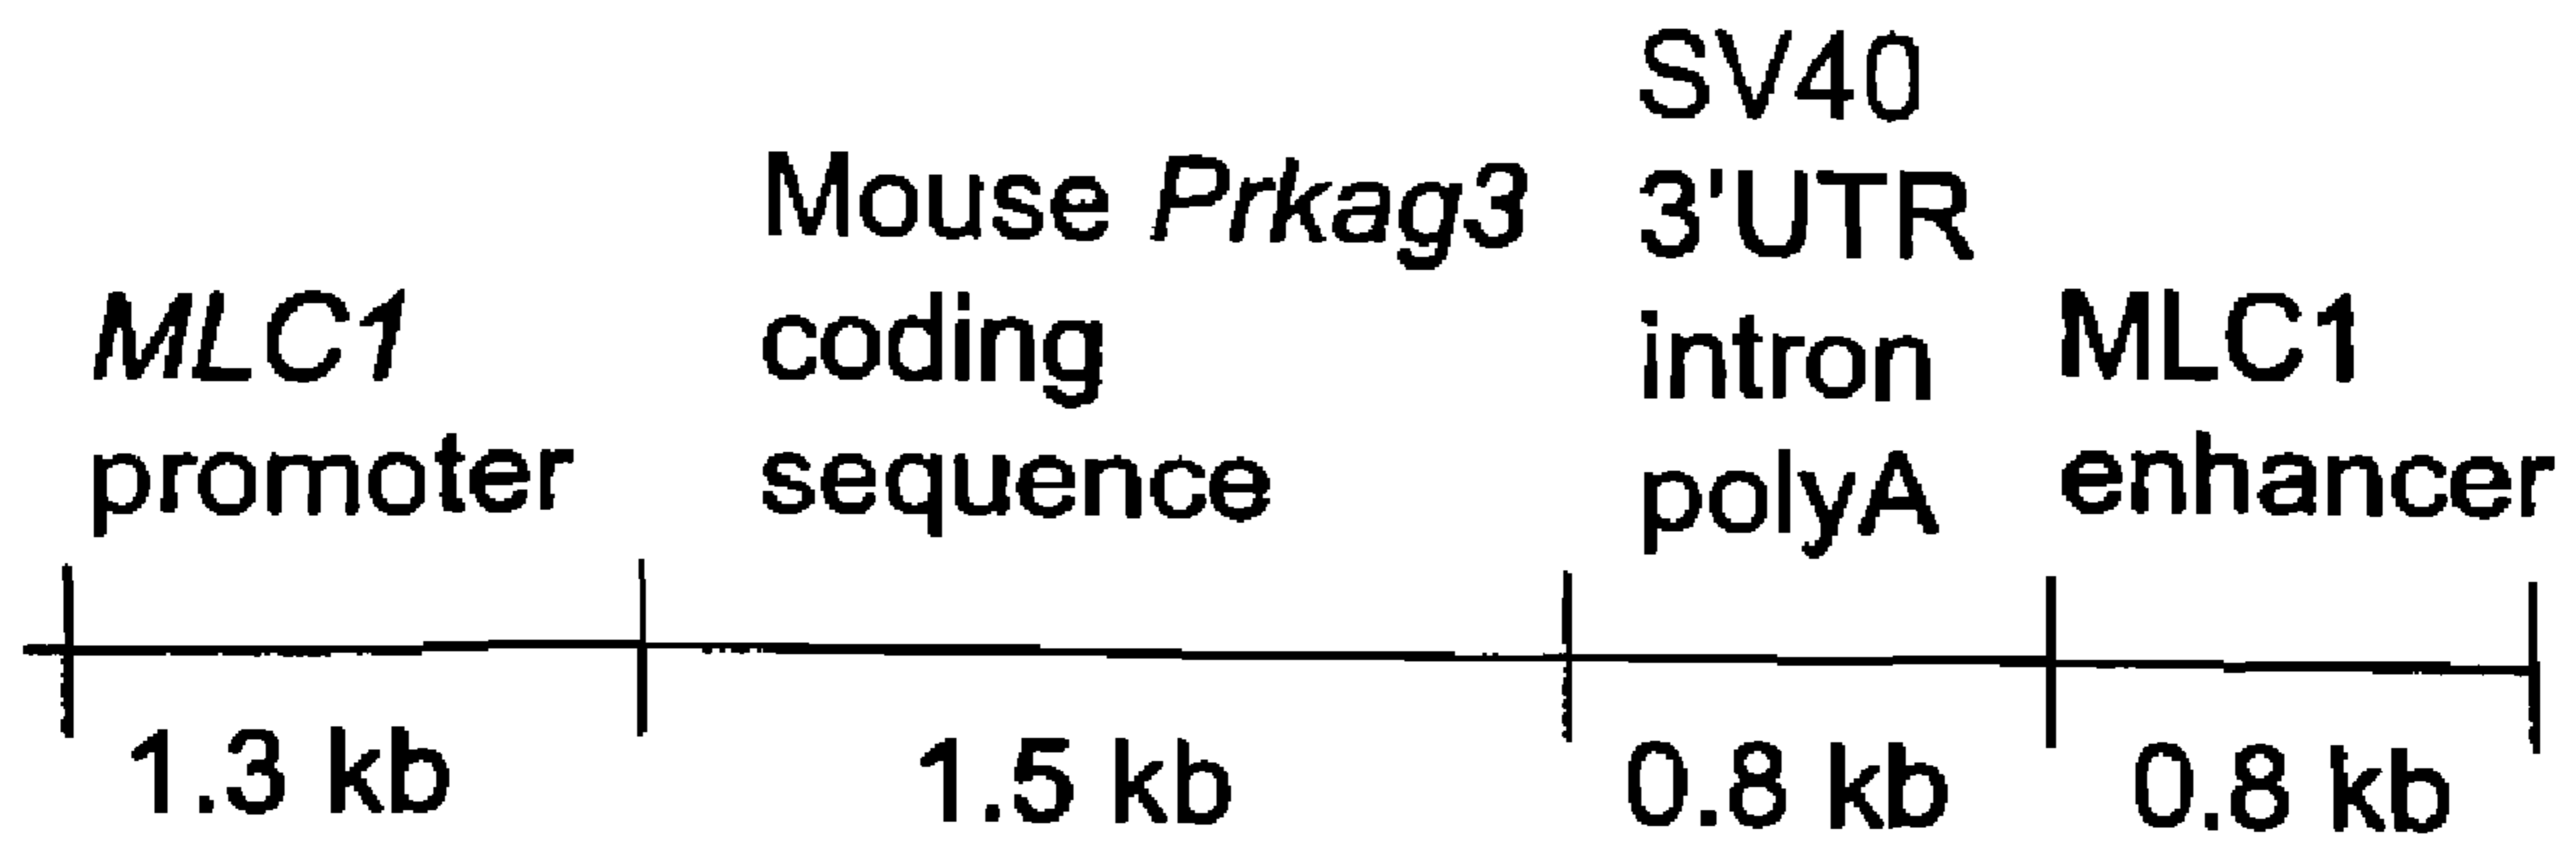 MLC1
promoter
Mouse Prkag3
coding
sequence
SV40
3'UTR
intron
polyA
MLC1
enhancer
1.3 kb
1.5 kb
0.8 kb
0.8 kb